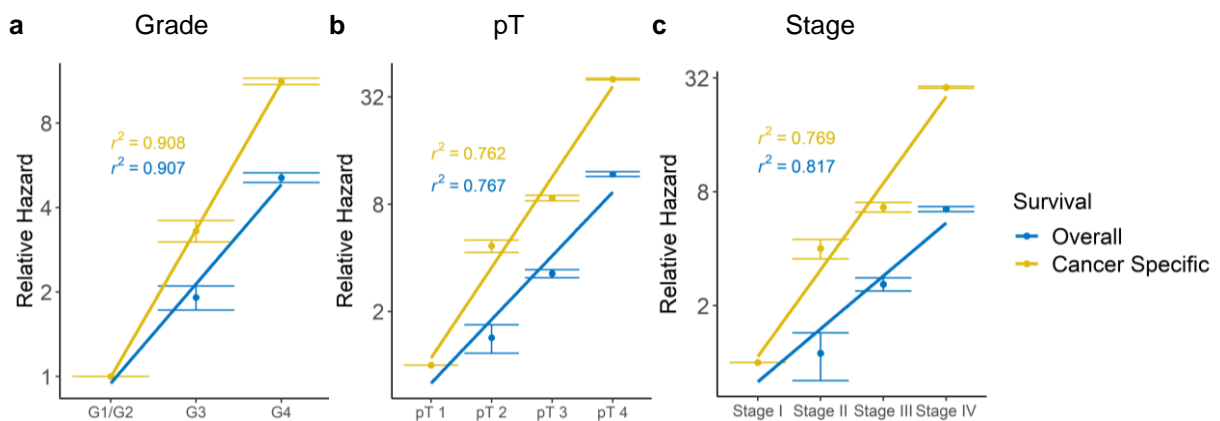 a Grade
Relative Hazard
8
4
2
1
r² = 0.908
r² = 0.907
G1/G2 G3 G4
b pT
Relative Hazard
32
8
2
r² = 0.762
r² = 0.767
pT 1 pT 2 pT 3 pT 4
c Stage
Relative Hazard
32
8
2
r² = 0.769
r² = 0.817
Stage I Stage II Stage III Stage IV
Survival
Overall
Cancer Specific